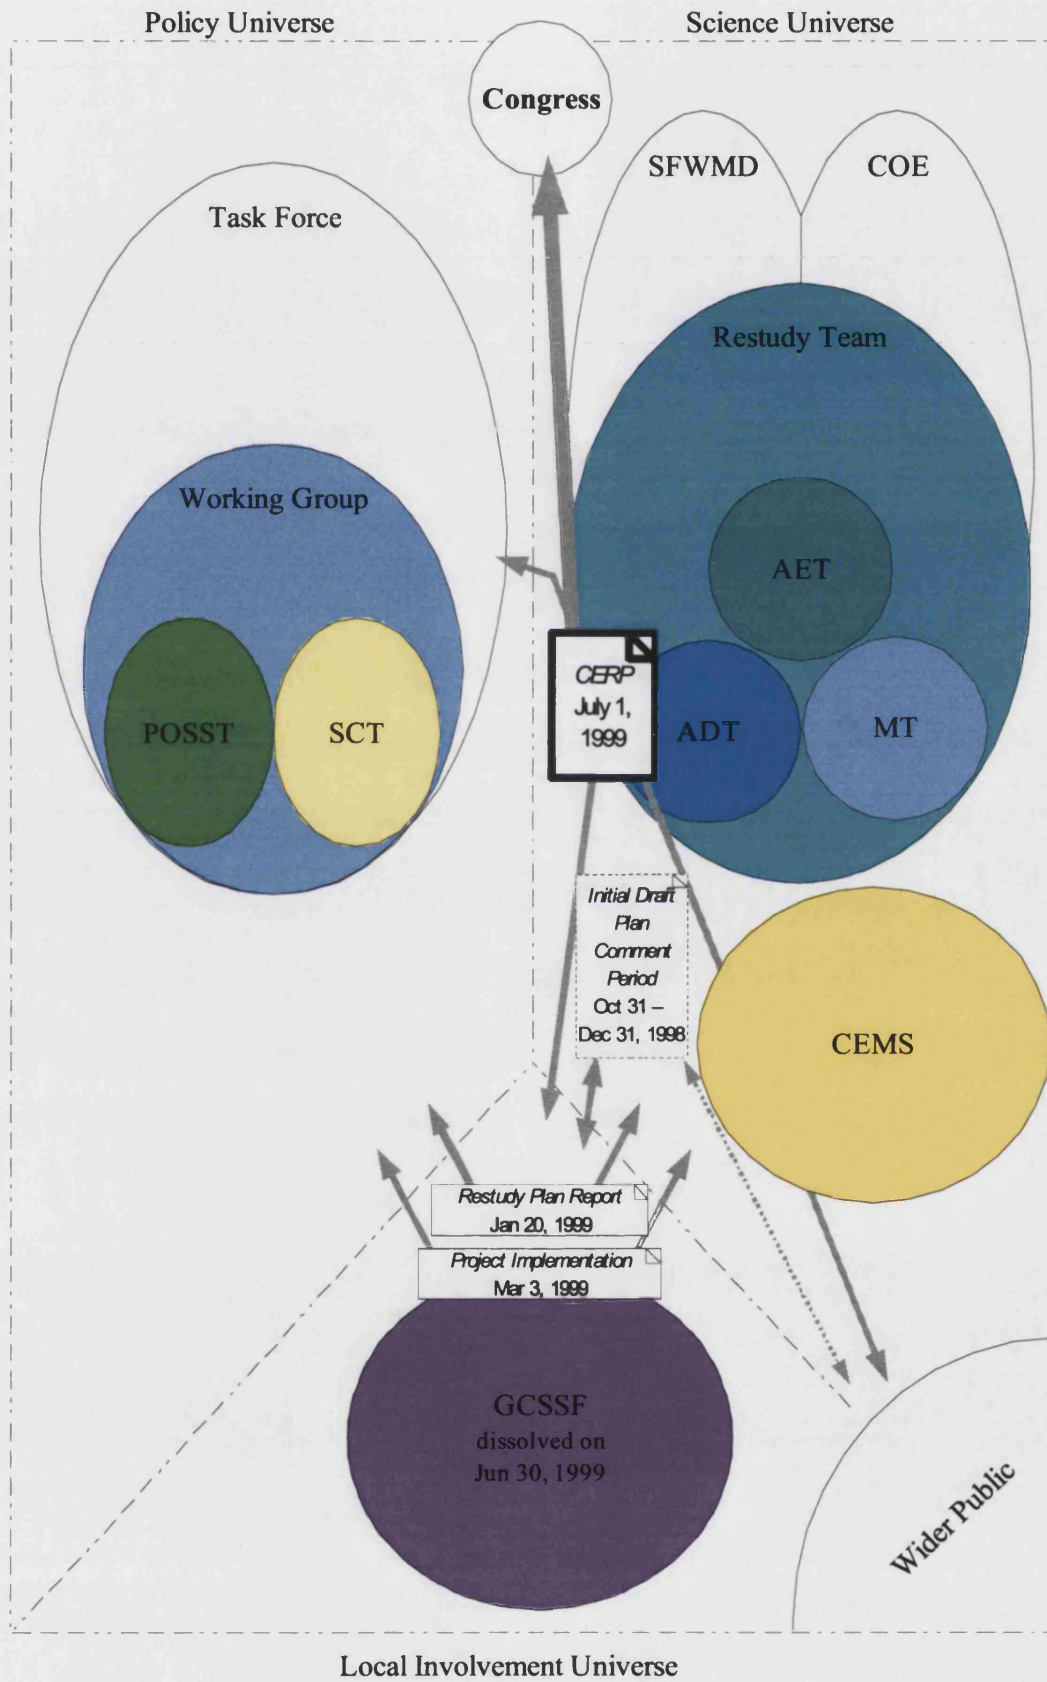 Policy Universe
Science Universe
Congress
SFWMD
COE
Task Force
Restudy Team
Working Group
AET
POSST
SCT
CERP
July 1,
1999
ADT
MT
Initial Draft
Plan
Comment
Period
Oct 31 –
Dec 31, 1998
CEMS
Restudy Plan Report
Jan 20, 1999
Project Implementation
Mar 3, 1999
GCSSF
dissolved on
Jun 30, 1999
Wider Public
Local Involvement Universe